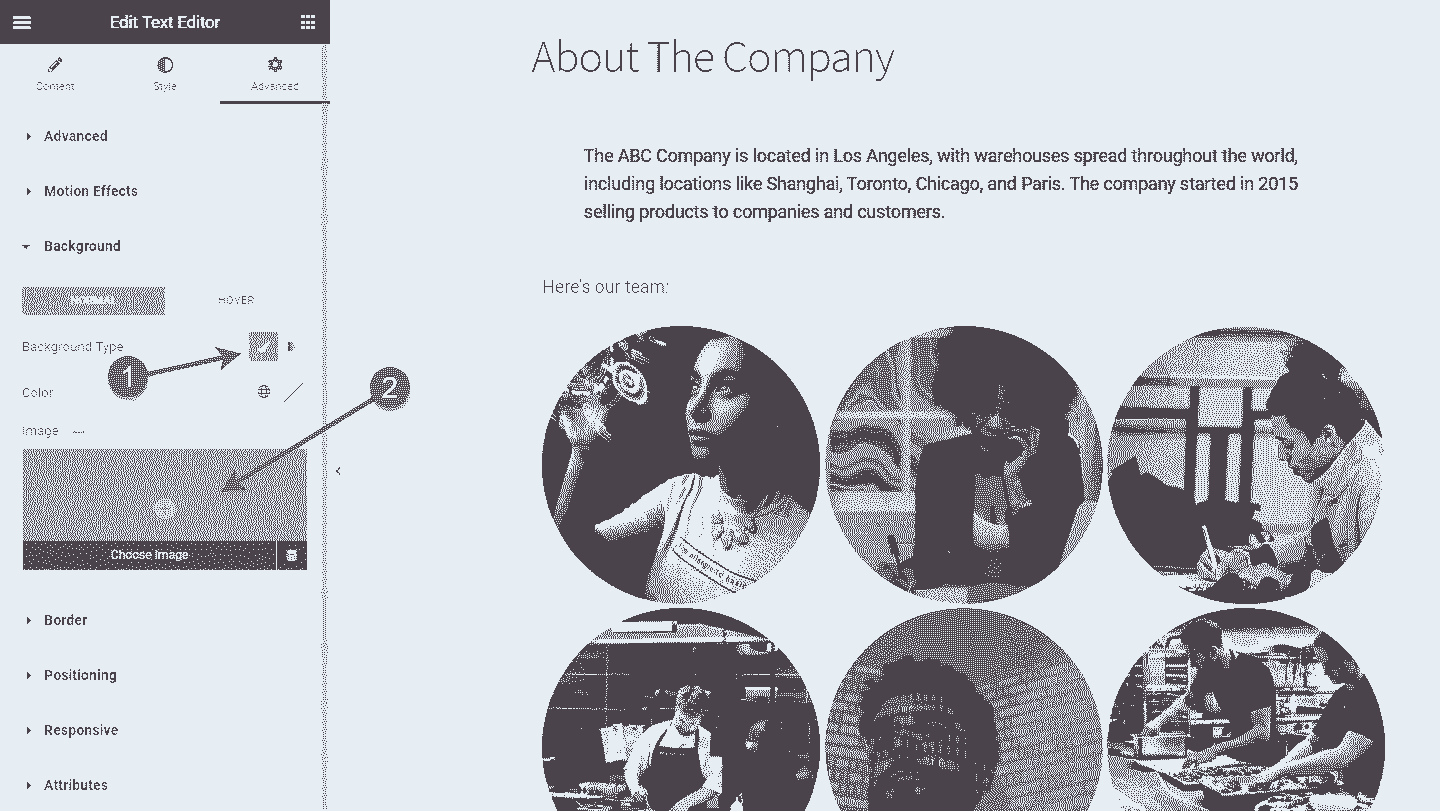 Edit Text Editor
Content
Style
Advanced
Advanced
Motion Effects
Background
NORMAL
HOVER
Background Type
1
Color
2
Image
Choose Image
Border
Positioning
Responsive
Attributes
About The Company
The ABC Company is located in Los Angeles, with warehouses spread throughout the world,
including locations like Shanghai, Toronto, Chicago, and Paris. The company started in 2015
selling products to companies and customers.
Here's our team: